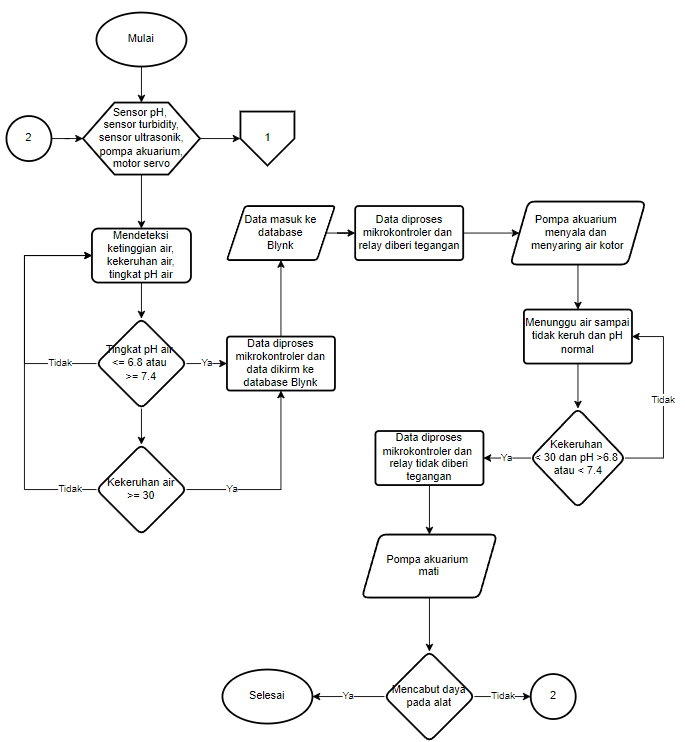 Mulai
Sensor pH,
sensor turbidity,
sensor ultrasonik,
pompa akuarium,
motor servo
2
1
Mendeteksi
ketinggian air,
kekeruhan air,
tingkat pH air
Tingkat pH air
<= 6.8 atau
>= 7.4
Tidak
Ya
Kekeruhan air
>= 30
Tidak
Ya
Data diproses
mikrokontroler dan
data dikirm ke
database Blynk
Data masuk ke
database
Blynk
Data diproses
mikrokontroler dan
relay diberi tegangan
Pompa akuarium
menyala dan
menyaring air kotor
Menunggu air sampai
tidak keruh dan pH
normal
Kekeruhan
< 30 dan pH >6.8
atau < 7.4
Tidak
Ya
Data diproses
mikrokontroler dan
relay tidak diberi
tegangan
Pompa akuarium
mati
Mencabut daya
pada alat
Ya
Selesai
Tidak
2